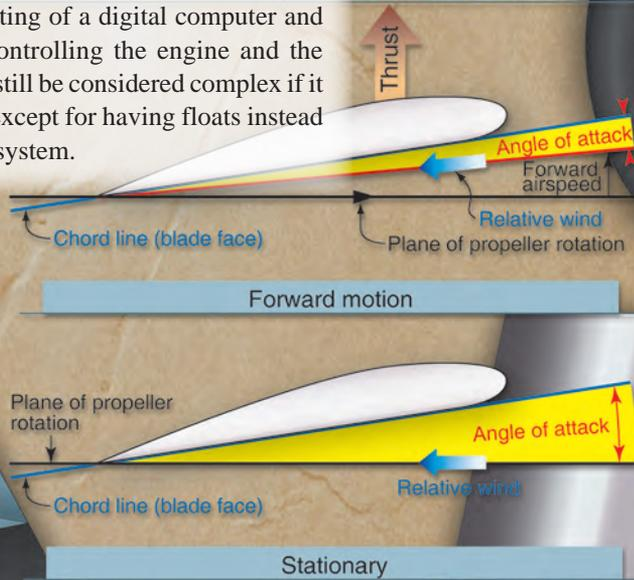 ting of a digital computer and
ontrolling the engine and the
still be considered complex if it
except for having floats instead
system.
Thrust
Angle of attack
Forward
airspeed
Relative wind
Chord line (blade face)
Plane of propeller rotation
Forward motion
Plane of propeller
rotation
Angle of attack
Relative wind
Chord line (blade face)
Stationary